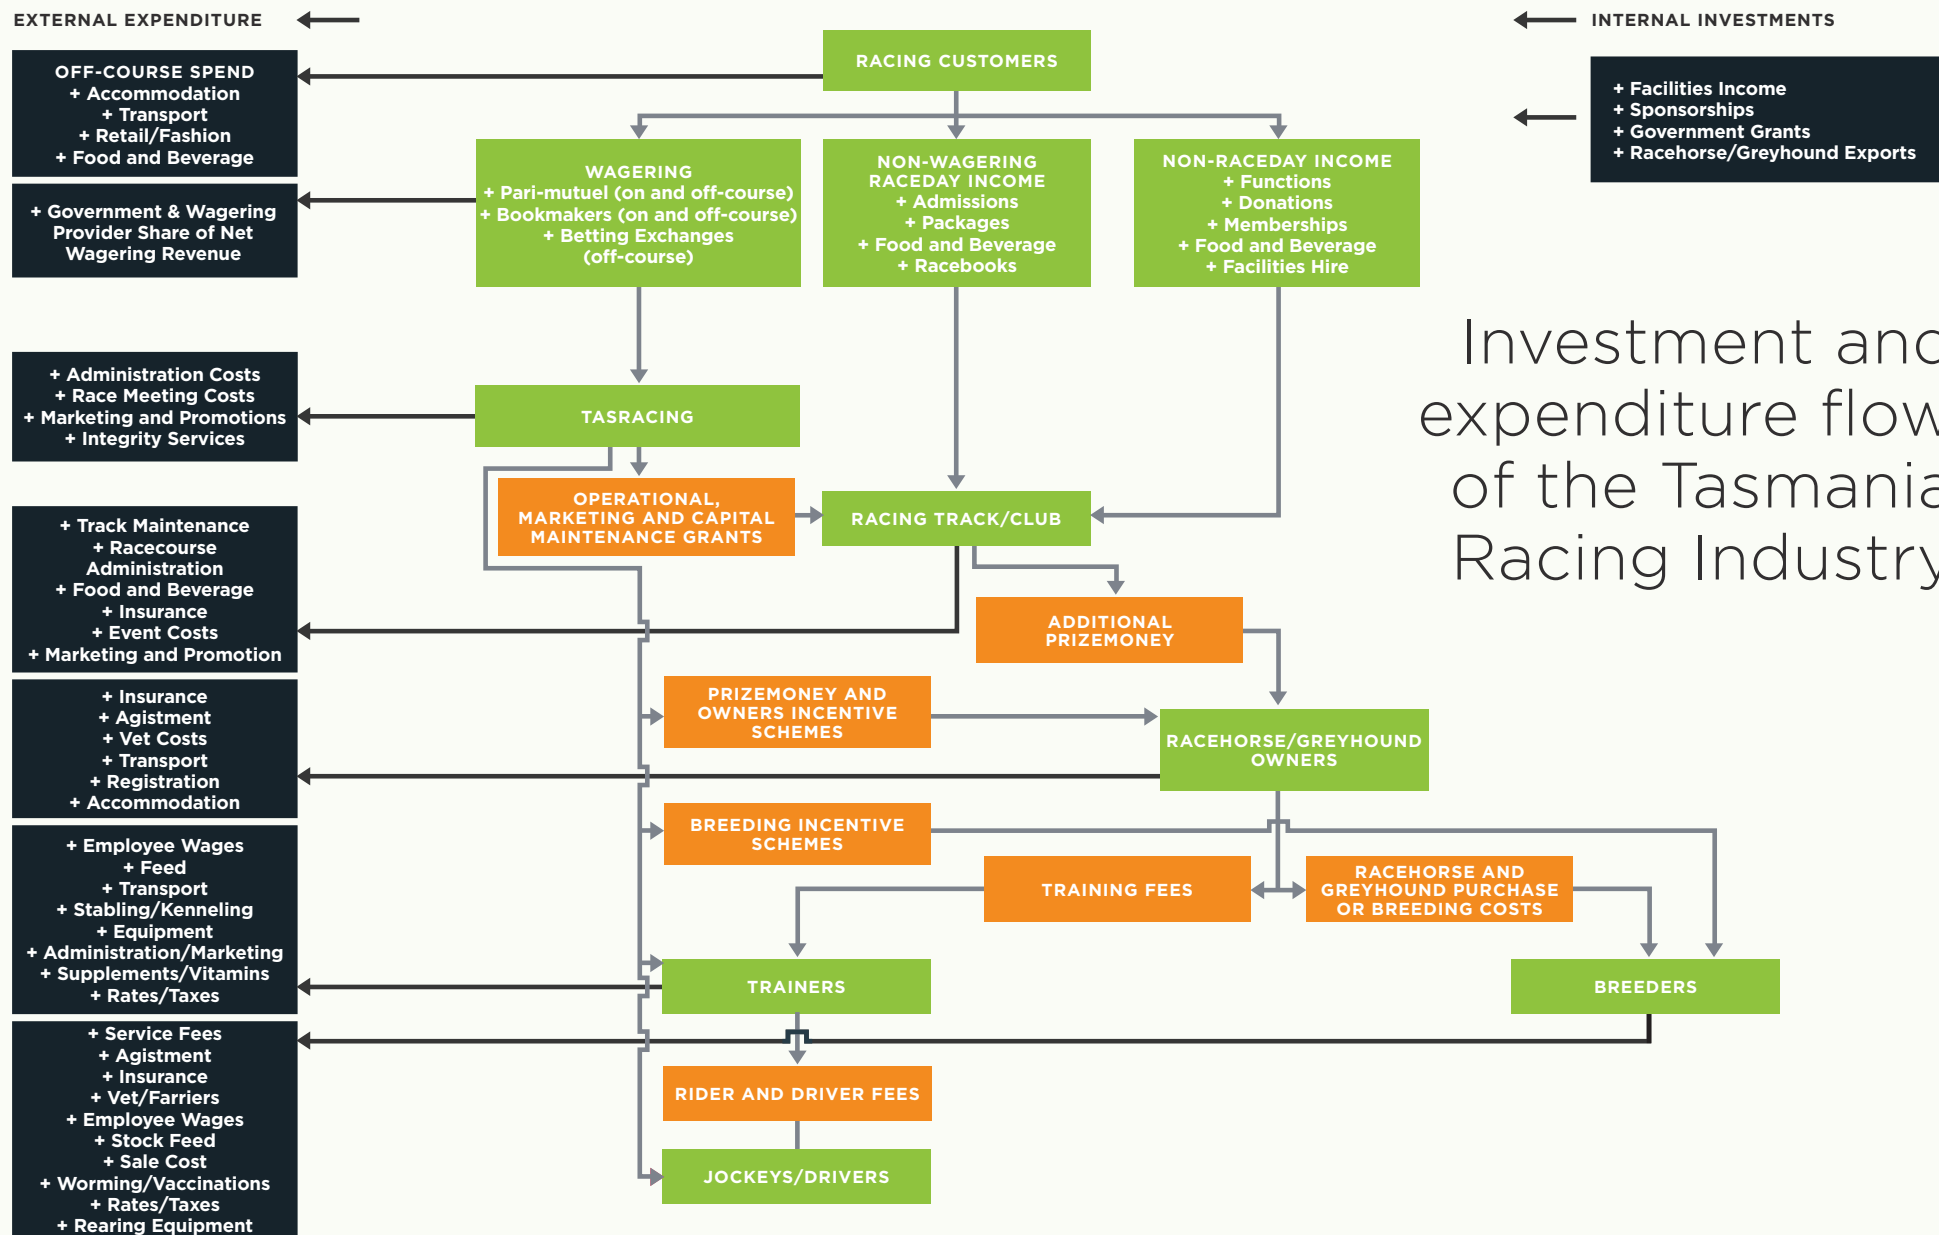 EXTERNAL EXPENDITURE
INTERNAL INVESTMENTS
OFF-COURSE SPEND
+ Accommodation
+ Transport
+ Retail/Fashion
+ Food and Beverage
+ Government & Wagering
Provider Share of Net
Wagering Revenue
+ Administration Costs
+ Race Meeting Costs
+ Marketing and Promotions
+ Integrity Services
+ Track Maintenance
+ Racecourse
Administration
+ Food and Beverage
+ Insurance
+ Event Costs
+ Marketing and Promotion
+ Insurance
+ Agistment
+ Vet Costs
+ Transport
+ Registration
+ Accommodation
+ Employee Wages
+ Feed
+ Transport
+ Stabling/Kenneling
+ Equipment
+ Administration/Marketing
+ Supplements/Vitamins
+ Rates/Taxes
+ Service Fees
+ Agistment
+ Insurance
+ Vet/Farriers
+ Employee Wages
+ Stock Feed
+ Sale Cost
+ Worming/Vaccinations
+ Rates/Taxes
+ Rearing Equipment
RACING CUSTOMERS
WAGERING
+ Pari-mutuel (on and off-course)
+ Bookmakers (on and off-course)
+ Betting Exchanges
(off-course)
NON-WAGERING
RACEDAY INCOME
+ Admissions
+ Packages
+ Food and Beverage
+ Racebooks
NON-RACEDAY INCOME
+ Functions
+ Donations
+ Memberships
+ Food and Beverage
+ Facilities Hire
TASRACING
OPERATIONAL,
MARKETING AND CAPITAL
MAINTENANCE GRANTS
RACING TRACK/CLUB
ADDITIONAL
PRIZEMONEY
PRIZEMONEY AND
OWNERS INCENTIVE
SCHEMES
RACEHORSE/GREYHOUND
OWNERS
BREEDING INCENTIVE
SCHEMES
TRAINING FEES
RACEHORSE AND
GREYHOUND PURCHASE
OR BREEDING COSTS
TRAINERS
BREEDERS
RIDER AND DRIVER FEES
JOCKEYS/DRIVERS
+ Facilities Income
+ Sponsorships
+ Government Grants
+ Racehorse/Greyhound Exports
Investment and
expenditure flow
of the Tasmania
Racing Industry